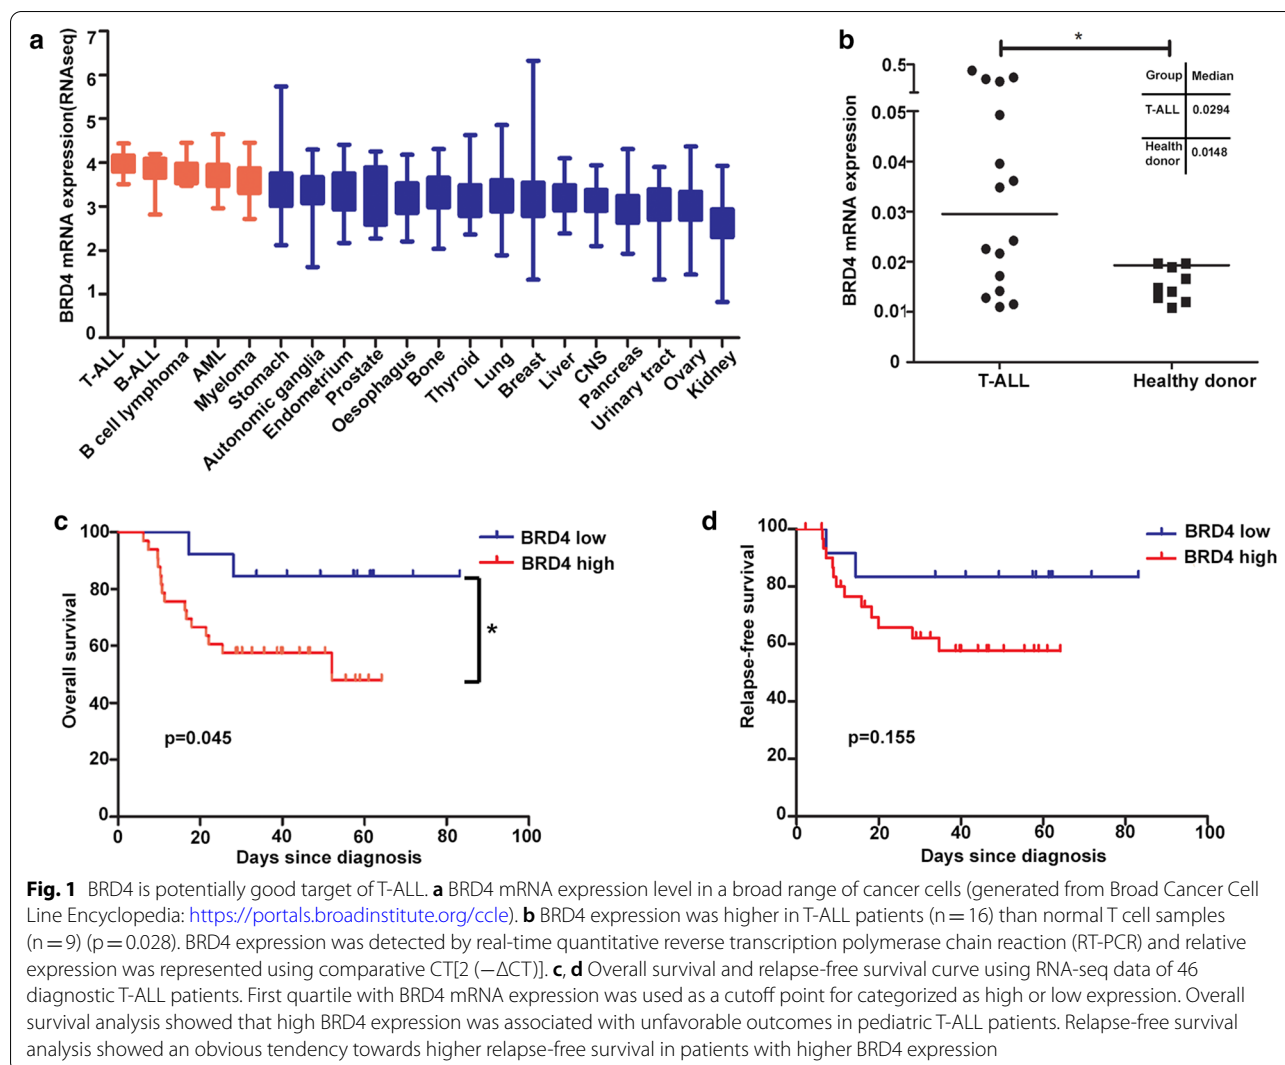 a
BRD4 mRNA expression(RNAseq)
7
6
5
4
3
2
1
0
T-ALL
B-ALL
B cell lymphoma
AML
Myeloma
Stomach
Autonomic ganglia
Endometrium
Prostate
Oesophagus
Bone
Thyroid
Lung
Breast
Liver
CNS
Pancreas
Urinary tract
Ovary
Kidney
b
BRD4 mRNA expression
0.5
0.05
0.04
0.03
0.02
0.01
0
*
Group Median
T-ALL 0.0294
Health donor 0.0148
T-ALL Healthy donor
c
Overall survival
100
80
60
40
20
0
BRD4 low
BRD4 high
*
p=0.045
0 20 40 60 80 100
Days since diagnosis
d
Relapse-free survival
100
80
60
40
20
0
BRD4 low
BRD4 high
p=0.155
0 20 40 60 80 100
Days since diagnosis
Fig. 1 BRD4 is potentially good target of T-ALL. a BRD4 mRNA expression level in a broad range of cancer cells (generated from Broad Cancer Cell
Line Encyclopedia: https://portals.broadinstitute.org/ccle). b BRD4 expression was higher in T-ALL patients (n = 16) than normal T cell samples
(n = 9) (p = 0.028). BRD4 expression was detected by real-time quantitative reverse transcription polymerase chain reaction (RT-PCR) and relative
expression was represented using comparative CT[2 (−ΔCT)]. c, d Overall survival and relapse-free survival curve using RNA-seq data of 46
diagnostic T-ALL patients. First quartile with BRD4 mRNA expression was used as a cutoff point for categorized as high or low expression. Overall
survival analysis showed that high BRD4 expression was associated with unfavorable outcomes in pediatric T-ALL patients. Relapse-free survival
analysis showed an obvious tendency towards higher relapse-free survival in patients with higher BRD4 expression